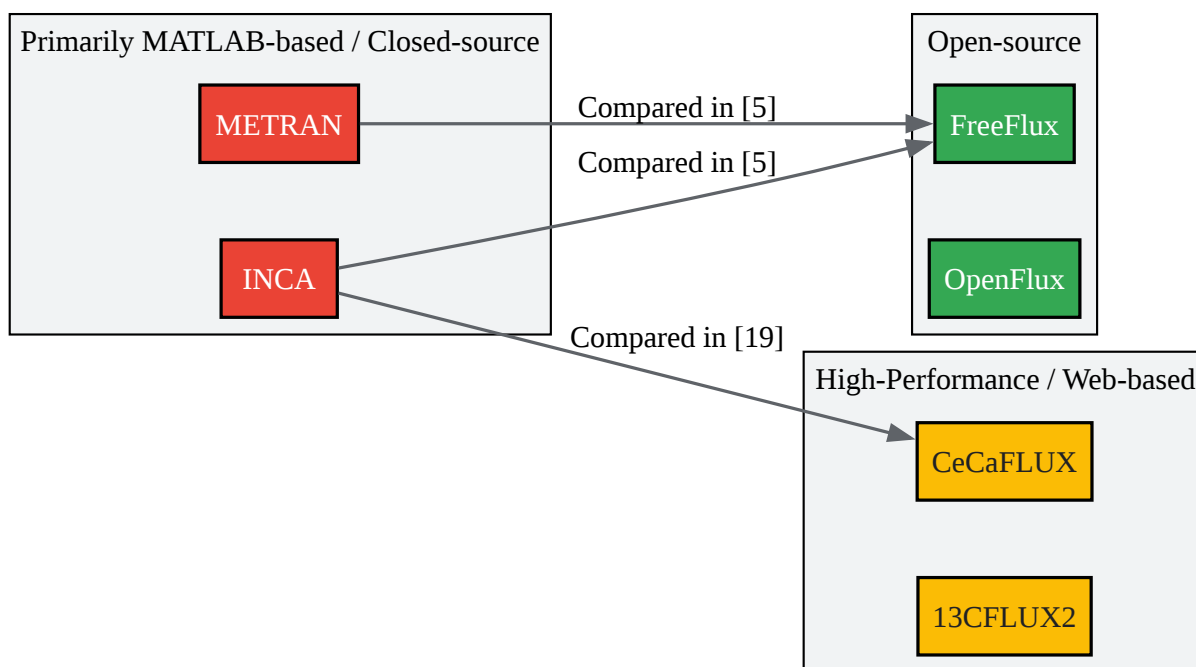 Primarily MATLAB-based / Closed-source
METRAN
INCA
Compared in [5]
Compared in [5]
Compared in [19]
Open-source
FreeFlux
OpenFlux
High-Performance / Web-based
CeCaFLUX
13CFLUX2